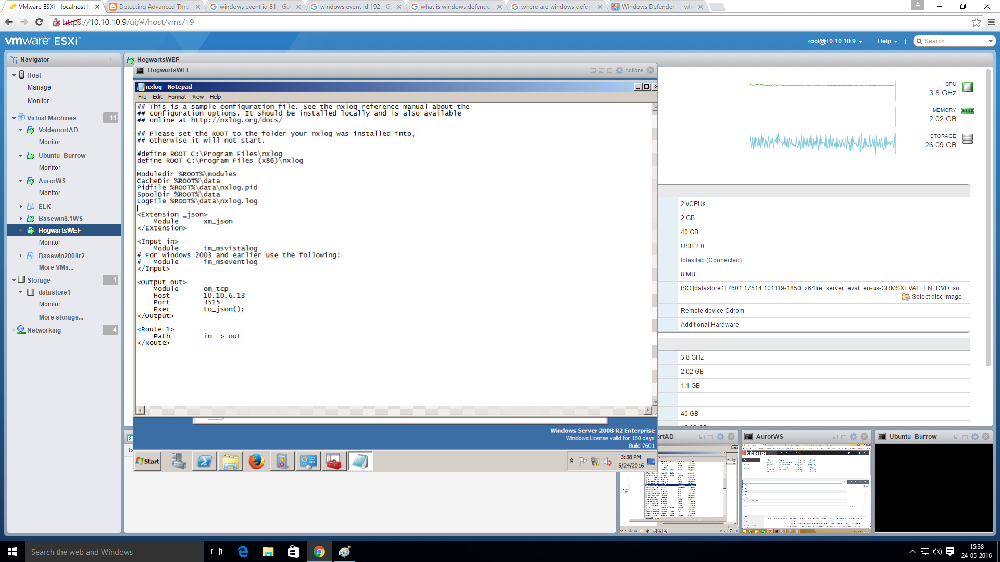 VMware ESXi - localhost.lo
Detecting Advanced Threa
windows event id 81 - Go
windows event id 192 - G
what is windows defender
where are windows defen
Windows Defender — wh
https://10.10.10.9/ui/#/host/vms/19
vmware ESXi™
root@10.10.10.9
Help
Search
Navigator
Host
Manage
Monitor
Virtual Machines
11
VoldemortAD
Monitor
Ubuntu=Burrow
Monitor
AurorWS
Monitor
ELK
Basewin8.1WS
HogwartsWEF
Monitor
Basewin2008r2
More VMs...
Storage
1
datastore1
Monitor
More storage...
Networking
4
HogwartsWEF
HogwartsWEF
Actions
nxlog - Notepad
File Edit Format View Help
## This is a sample configuration file. See the nxlog reference manual about the
## configuration options. It should be installed locally and is also available
## online at http://nxlog.org/docs/
## Please set the ROOT to the folder your nxlog was installed into,
## otherwise it will not start.
#define ROOT C:\Program Files\nxlog
define ROOT C:\Program Files (x86)\nxlog
Moduledir %ROOT%\modules
CacheDir %ROOT%\data
Pidfile %ROOT%\data\nxlog.pid
SpoolDir %ROOT%\data
LogFile %ROOT%\data\nxlog.log
<Extension _json>
Module xm_json
</Extension>
<Input in>
Module im_msvistalog
# For windows 2003 and earlier use the following:
# Module im_mseventlog
</Input>
<Output out>
Module om_tcp
Host 10.10.6.13
Port 3515
Exec to_json();
</Output>
<Route 1>
Path in => out
</Route>
Windows Server 2008 R2 Enterprise
Windows License valid for 160 days
Build 7601
Start
3:38 PM
5/24/2016
CPU
3.8 GHz
MEMORY
2.02 GB
STORAGE
26.09 GB
2 vCPUs
2 GB
40 GB
USB 2.0
totestlab (Connected)
8 MB
ISO [datastore1] 7601.17514.101119-1850_x64fre_server_eval_en-us-GRMSXEVAL_EN_DVD.iso
Select disc image
Remote device Cdrom
Additional Hardware
3.8 GHz
2.02 GB
1.1 GB
40 GB
Ta
ortAD
AurorWS
kibana
Ubuntu=Burrow
Search the web and Windows
15:38
24-05-2016